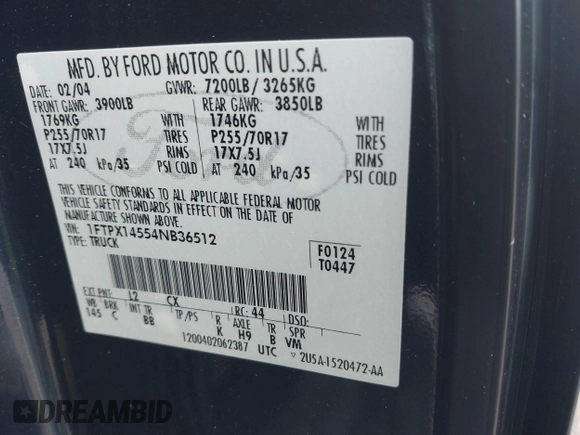 MFD. BY FORD MOTOR CO. IN U.S.A.
DATE: 02/04 GVWR: 7200LB/ 3265KG
FRONT GAWR: 3900LB REAR GAWR: 3850LB
1769KG WITH 1746KG WITH
P255/70R17 TIRES P255/70R17 TIRES
17X7.5J RIMS 17X7.5J RIMS
AT 240 kPa/35 PSI COLD AT 240 kPa/35 PSI COLD
THIS VEHICLE CONFORMS TO ALL APPLICABLE FEDERAL MOTOR
VEHICLE SAFETY STANDARDS IN EFFECT ON THE DATE OF
MANUFACTURE SHOWN ABOVE.
VIN: 1FTPX14554NB36512
TYPE: TRUCK
F0124
T0447
EXT PNT: L2 CX RC: 44 DSO:
WB BRK INT TR TP/PS R AXLE TR SPR
145 C BB K H9 B VM
1200402062387 UTC ▽ 2U5A-1520472-AA
Ford
DREAMBID